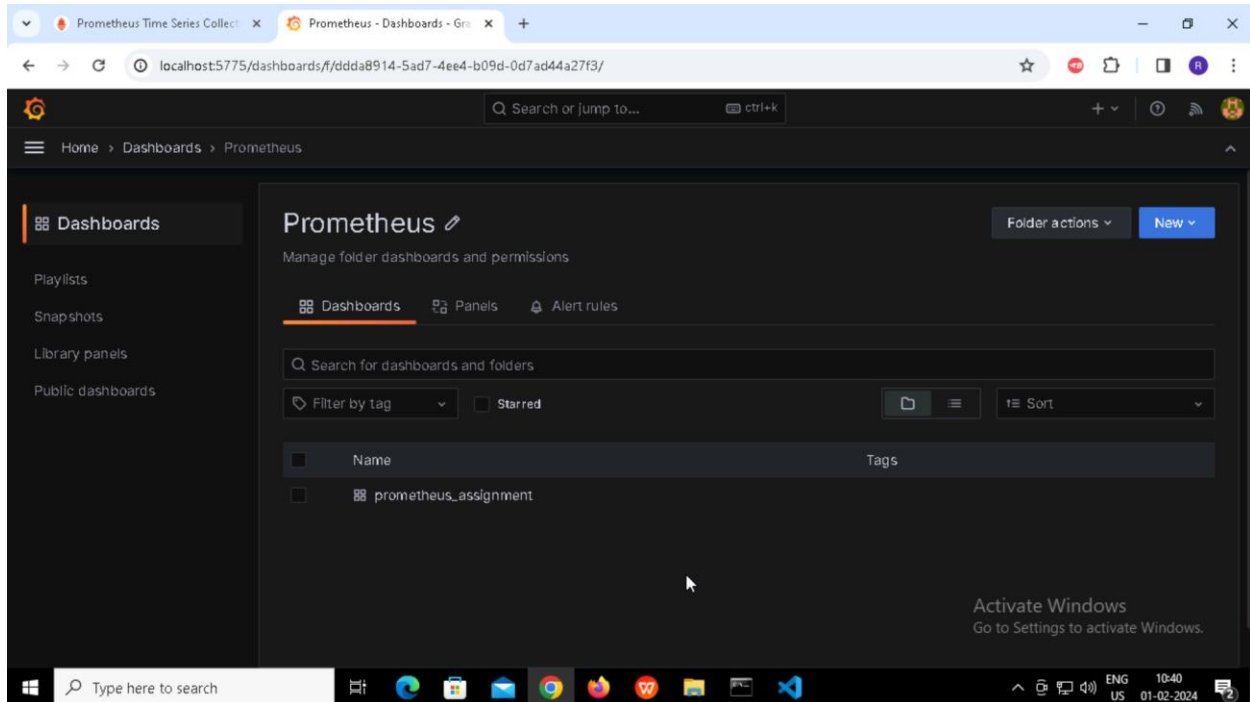 Prometheus Time Series Collect
Prometheus - Dashboards - Gra
localhost:5775/dashboards/f/ddda8914-5ad7-4ee4-b09d-0d7ad44a27f3/
R
Search or jump to... ctrl+k
Home › Dashboards › Prometheus
Dashboards
Playlists
Snapshots
Library panels
Public dashboards
Prometheus
Folder actions
New
Manage folder dashboards and permissions
Dashboards Panels Alert rules
Search for dashboards and folders
Filter by tag
Starred
Sort
Name Tags
prometheus_assignment
Activate Windows
Go to Settings to activate Windows.
Type here to search
ENG
US
10:40
01-02-2024
2